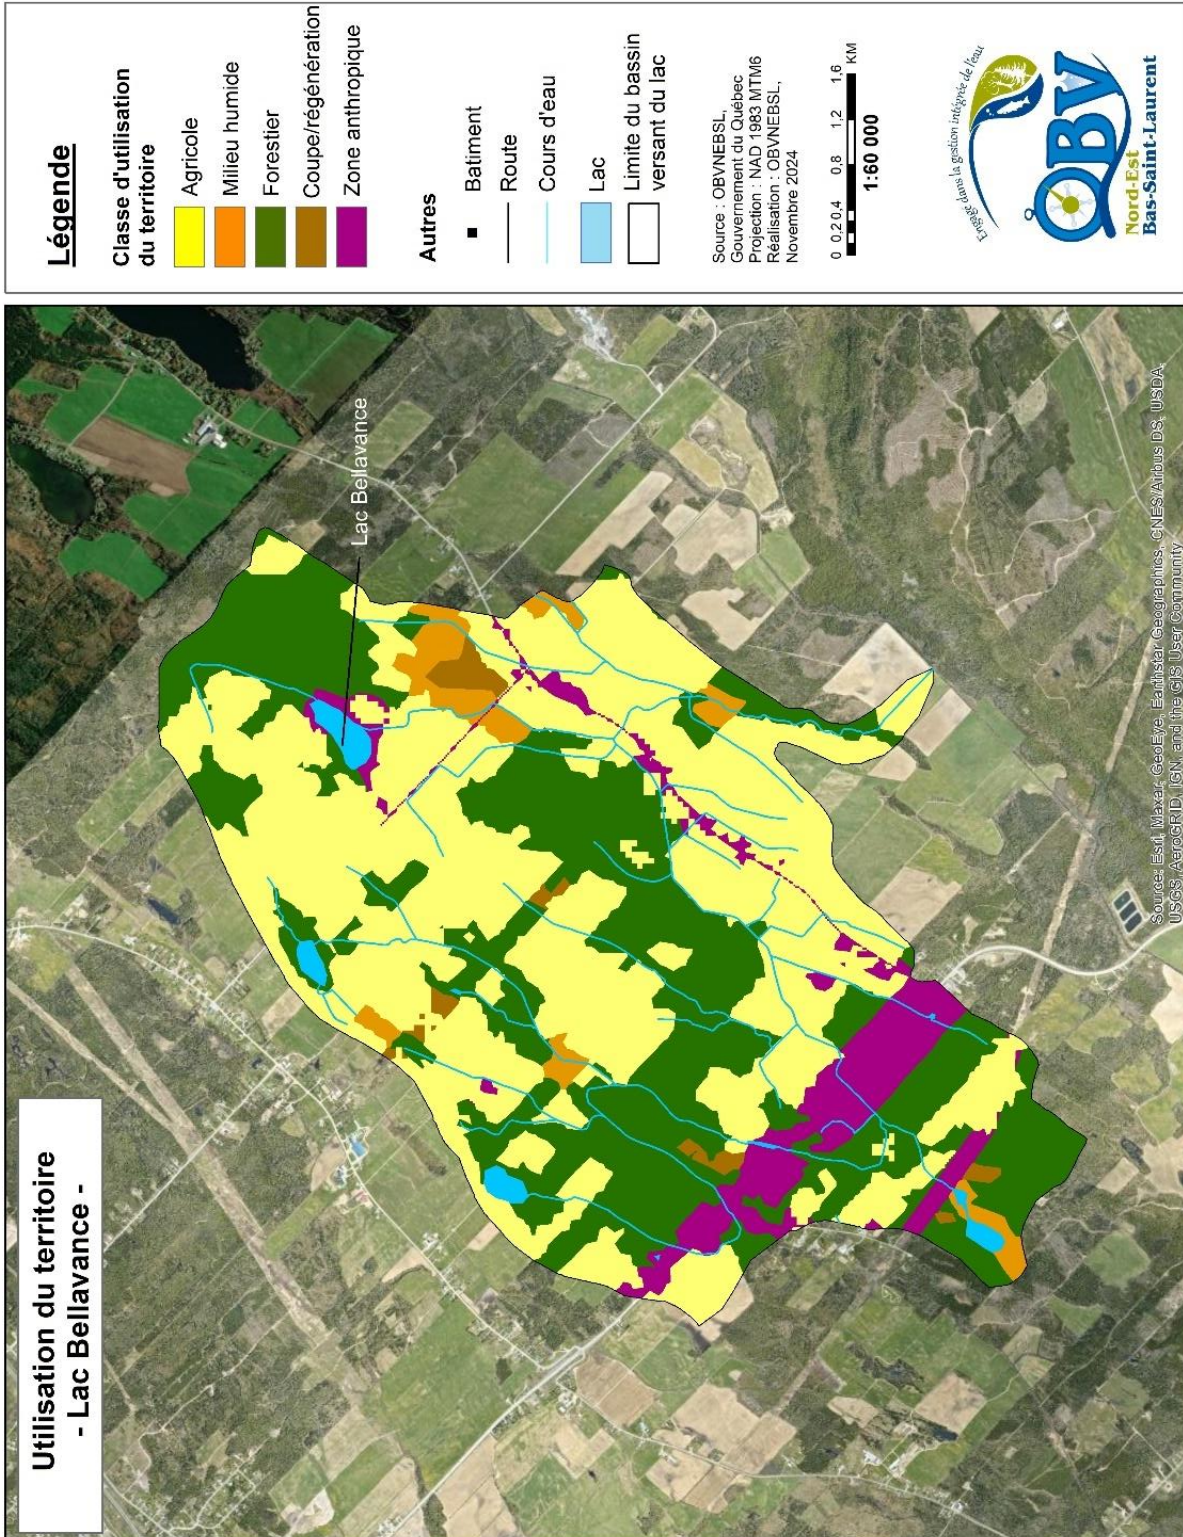 Utilisation du territoire
- Lac Bellavance -
Lac Bellavance
Source: Esri, Maxar, GeoEye, Earthstar Geographics, CNES/Airbus DS, USDA,
USGS, AeroGRID, IGN, and the GIS User Community
Légende
Classe d'utilisation
du territoire
Agricole
Milieu humide
Forestier
Coupe/régénération
Zone anthropique
Autres
Batiment
Route
Cours d'eau
Lac
Limite du bassin
versant du lac
Source : OBVNEBSL,
Gouvernement du Québec
Projection : NAD 1983 MTM6
Réalisation : OBVNEBSL,
Novembre 2024
0 0,2 0,4 0,8 1,2 1,6 KM
1:60 000
Engagé dans la gestion intégrée de l'eau
OBV
Nord-Est
Bas-Saint-Laurent